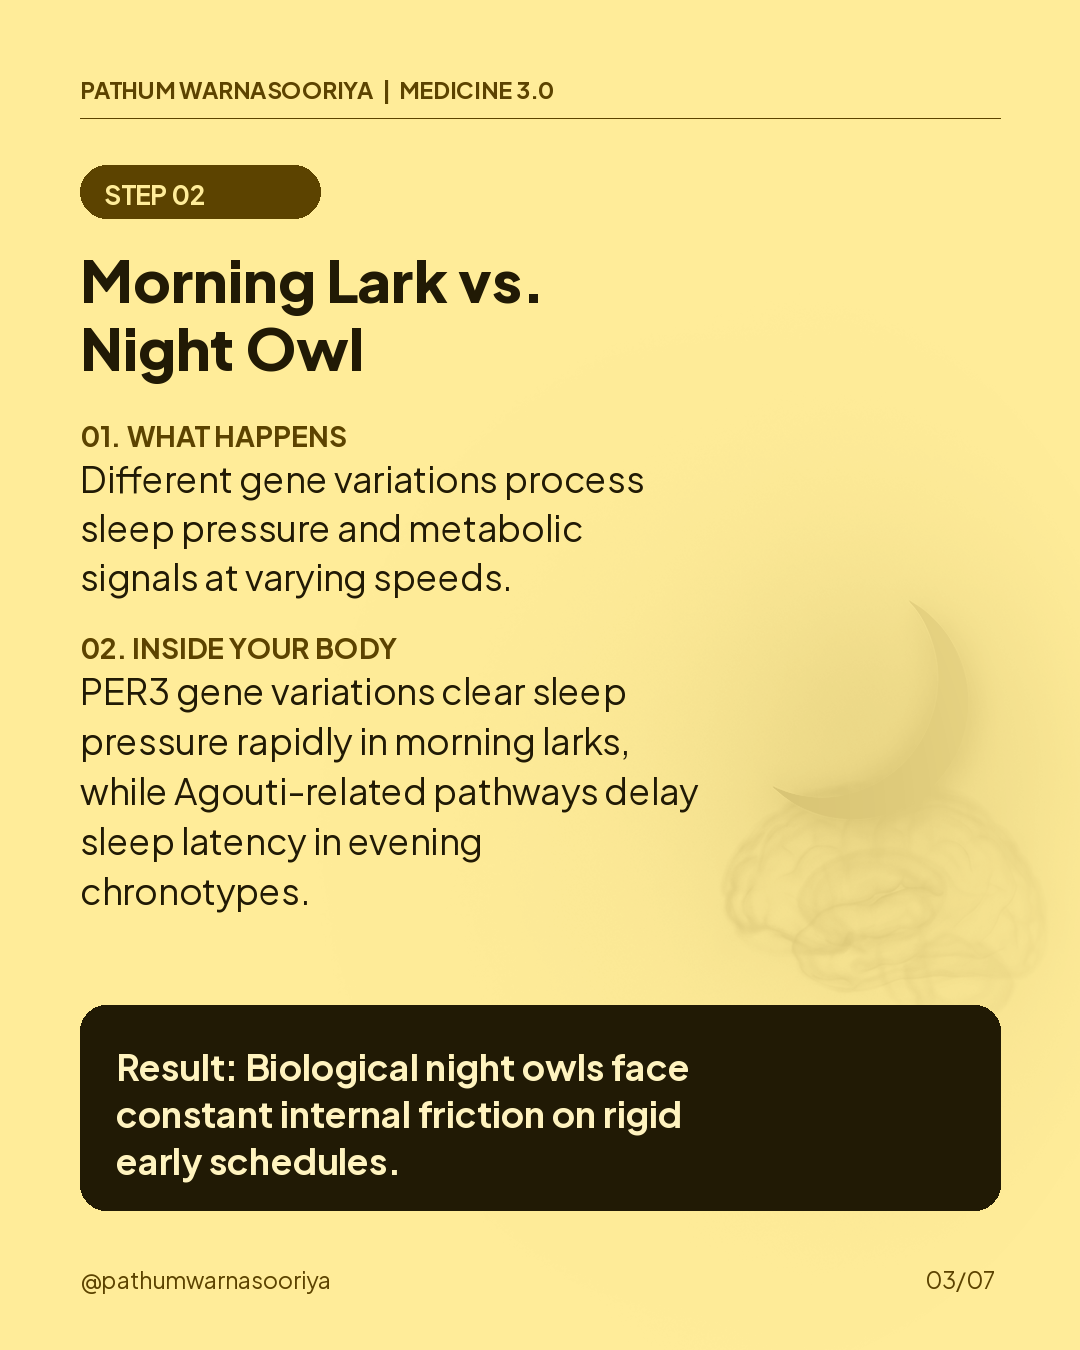 PATHUM WARNASOORIYA | MEDICINE 3.0
STEP 02
Morning Lark vs.
Night Owl
01. WHAT HAPPENS
Different gene variations process
sleep pressure and metabolic
signals at varying speeds.
02. INSIDE YOUR BODY
PER3 gene variations clear sleep
pressure rapidly in morning larks,
while Agouti-related pathways delay
sleep latency in evening
chronotypes.
Result: Biological night owls face
constant internal friction on rigid
early schedules.
@pathumwarnasooriya
03/07